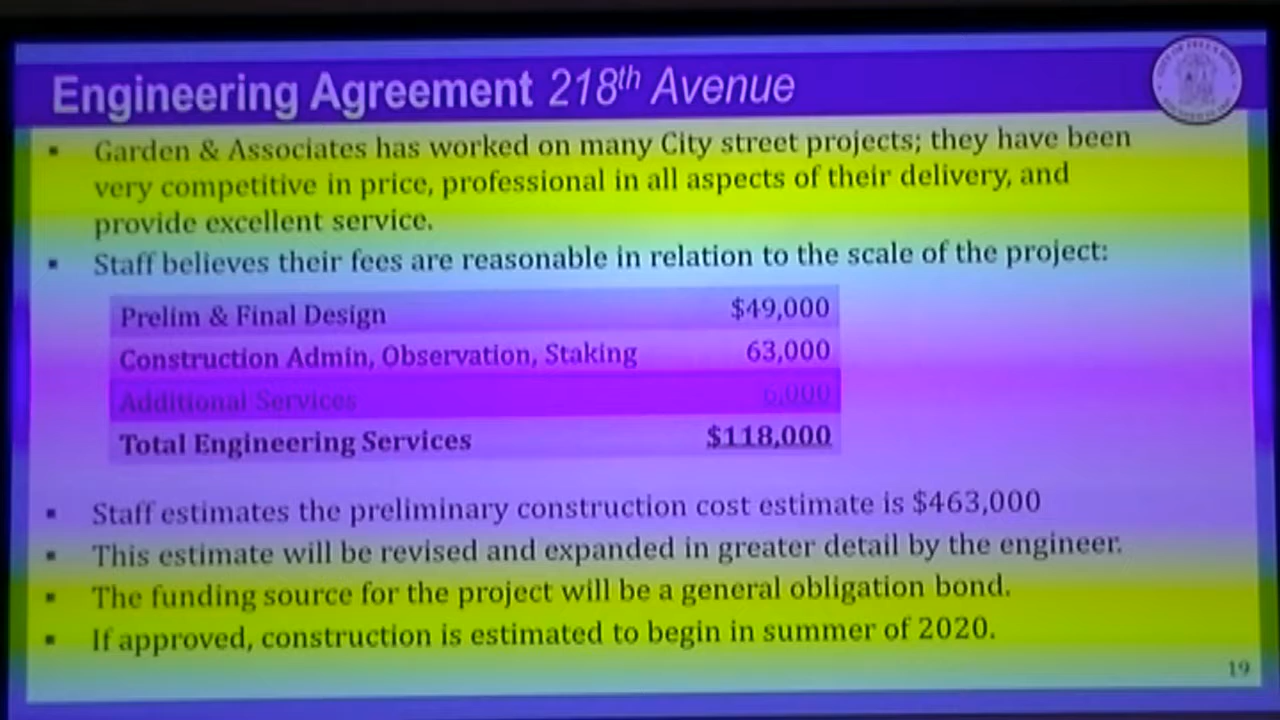 Engineering Agreement 218th Avenue
▪ Garden & Associates has worked on many City street projects; they have been
very competitive in price, professional in all aspects of their delivery, and
provide excellent service.
▪ Staff believes their fees are reasonable in relation to the scale of the project:
Prelim & Final Design $49,000
Construction Admin, Observation, Staking 63,000
Additional Services 6,000
Total Engineering Services $118,000
▪ Staff estimates the preliminary construction cost estimate is $463,000
▪ This estimate will be revised and expanded in greater detail by the engineer.
▪ The funding source for the project will be a general obligation bond.
▪ If approved, construction is estimated to begin in summer of 2020.
19